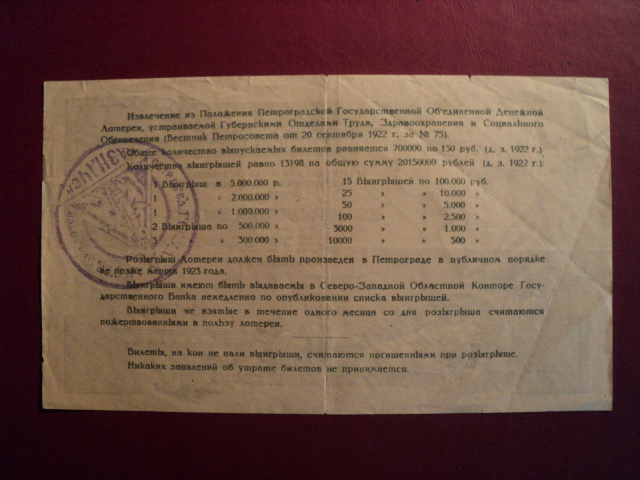 Извлечение из Положения Петроградской Государственной Об'единенной Денежной
Лотереи, устраиваемой Губернскими Отделами Труда, Здравоохранения и Социального
Обеспечения (Вестник Петросовета от 20 сентября 1922 г., за № 75).
Общее количество выпускаемых билетов равняется 700000 по 150 руб. (д. з. 1922 г.)
Количество выигрышей равно 13198 на общую сумму 20150000 рублей (д. з. 1922 г.):
1 Выигрыш в 5.000.000 р. 15 Выигрышей по 100.000 руб.
1 „ 2.000.000 „ 25 „ „ 10.000 „
1 „ 1.000.000 „ 50 „ „ 5.000 „
2 Выигрыша по 500.000 „ 100 „ „ 2.500 „
3 „ 300000 „ 3000 „ „ 1.000 „
10000 „ „ 500 „
Розыгрыш Лотереи должен быть произведен в Петрограде в публичном порядке
не позже марта 1923 года.
Выигрыши имеют быть выдаваемы в Северо-Западной Областной Конторе Госу-
дарственного Банка немедленно по опубликовании списка выигрышей.
Выигрыши не взятые в течение одного месяца со дня розыгрыша считаются
пожертвованными в пользу лотереи.
Билеты, на кои не пали выигрыши, считаются погашенными при розыгрыше.
Никаких заявлений об утрате билетов не принимается.